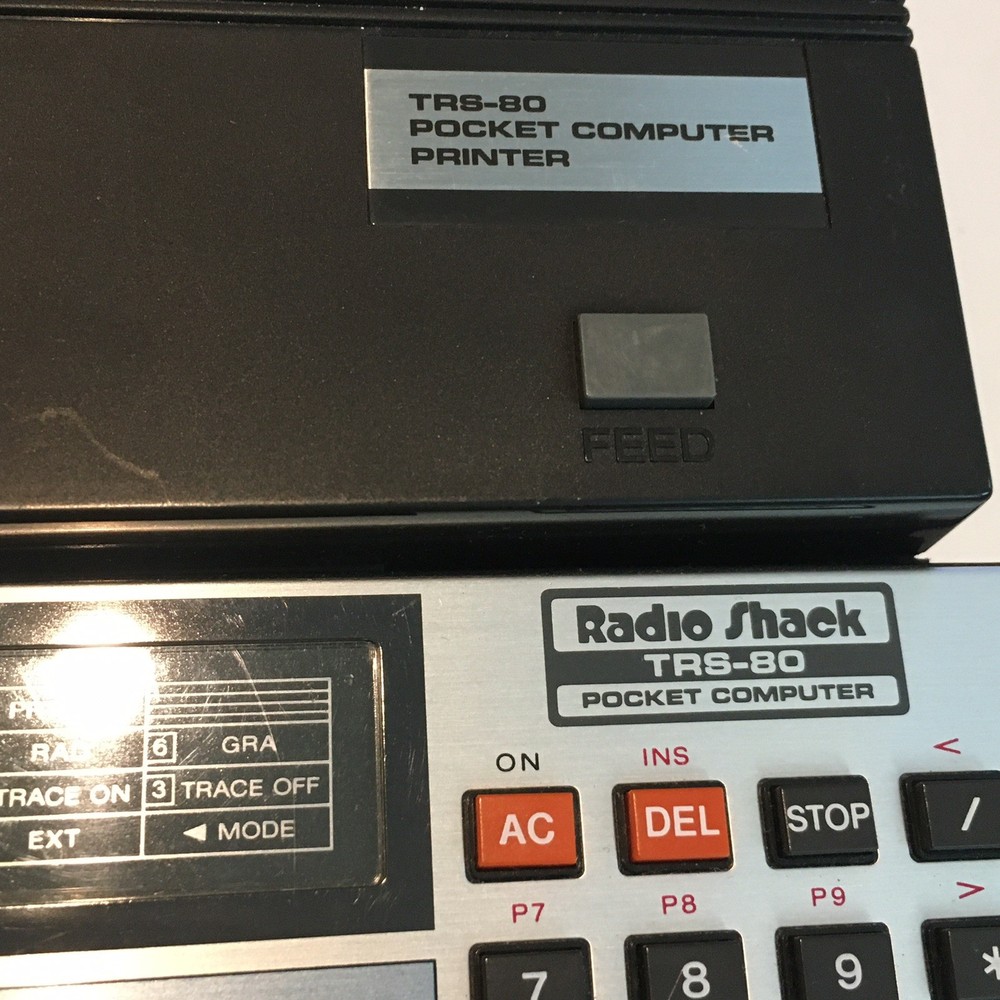 TRS-80
POCKET COMPUTER
PRINTER
FEED
Radio Shack
TRS-80
POCKET COMPUTER
RAD 6 GRA
TRACE ON 3 TRACE OFF
EXT ◀ MODE
ON INS <
AC DEL STOP /
P7 P8 P9 >
7 8 9 *